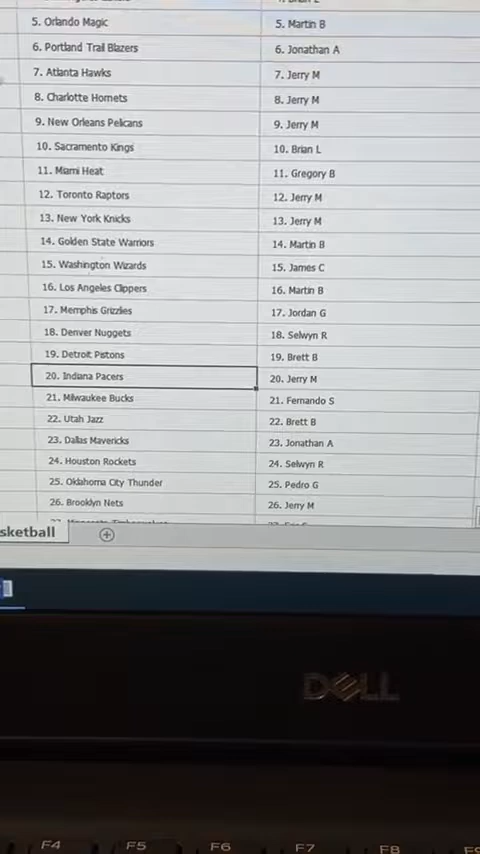 5. Orlando Magic 5. Martin B
6. Portland Trail Blazers 6. Jonathan A
7. Atlanta Hawks 7. Jerry M
8. Charlotte Hornets 8. Jerry M
9. New Orleans Pelicans 9. Jerry M
10. Sacramento Kings 10. Brian L
11. Miami Heat 11. Gregory B
12. Toronto Raptors 12. Jerry M
13. New York Knicks 13. Jerry M
14. Golden State Warriors 14. Martin B
15. Washington Wizards 15. James C
16. Los Angeles Clippers 16. Martin B
17. Memphis Grizzlies 17. Jordan G
18. Denver Nuggets 18. Selwyn R
19. Detroit Pistons 19. Brett B
20. Indiana Pacers 20. Jerry M
21. Milwaukee Bucks 21. Fernando S
22. Utah Jazz 22. Brett B
23. Dallas Mavericks 23. Jonathan A
24. Houston Rockets 24. Selwyn R
25. Oklahoma City Thunder 25. Pedro G
26. Brooklyn Nets 26. Jerry M
sketball
DELL
F4 F5 F6 F7 F8 F9